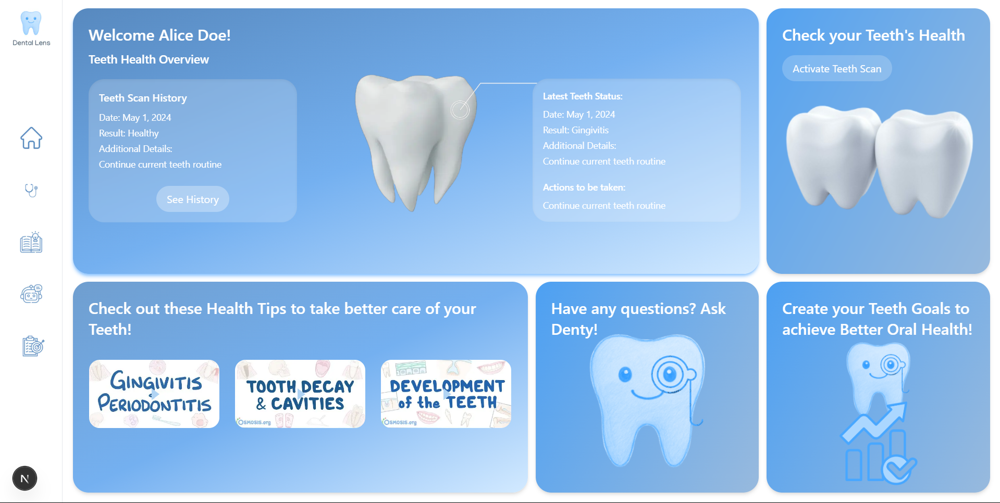 Dental Lens
Welcome Alice Doe!
Teeth Health Overview
Teeth Scan History
Date: May 1, 2024
Result: Healthy
Additional Details:
Continue current teeth routine
See History
Latest Teeth Status:
Date: May 1, 2024
Result: Gingivitis
Additional Details:
Continue current teeth routine
Actions to be taken:
Continue current teeth routine
Check your Teeth's Health
Activate Teeth Scan
Check out these Health Tips to take better care of your
Teeth!
GINGIVITIS
PERIODONTITIS
TOOTH DECAY
& CAVITIES
OSMOSIS.org
DEVELOPMENT
of the TEETH
OSMOSIS.org
Have any questions? Ask
Denty!
Create your Teeth Goals to
achieve Better Oral Health!
N